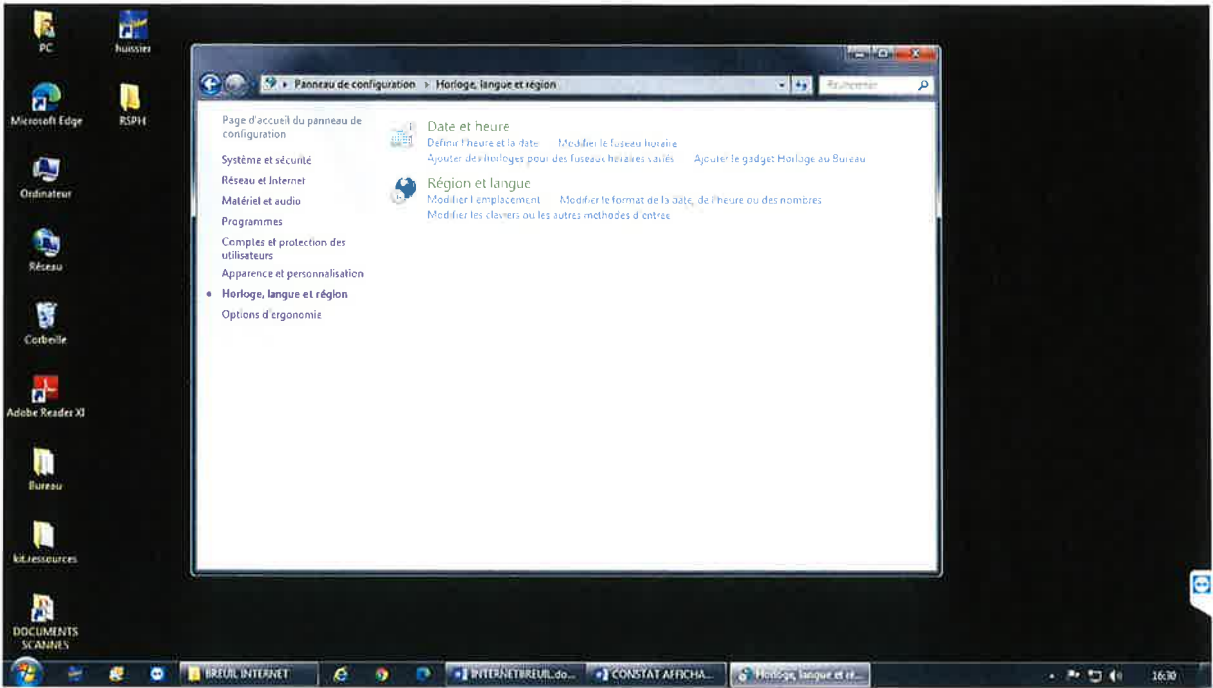 PC
huissier
Microsoft Edge
RSPH
Ordinateur
Réseau
Corbeille
Adobe Reader XI
Bureau
kit.ressources
DOCUMENTS
SCANNES
Panneau de configuration
Horloge, langue et région
Rechercher
Page d'accueil du panneau de
configuration
Système et sécurité
Réseau et Internet
Matériel et audio
Programmes
Comptes et protection des
utilisateurs
Apparence et personnalisation
Horloge, langue et région
Options d'ergonomie
Date et heure
Définir l'heure et la date Modifier le fuseau horaire
Ajouter des horloges pour des fuseaux horaires variés Ajouter le gadget Horloge au Bureau
Région et langue
Modifier l'emplacement Modifier le format de la date, de l'heure ou des nombres
Modifier les claviers ou les autres méthodes d'entrée
BREUIL INTERNET
INTERNETBREUIL.do...
CONSTAT AFFICHA...
Horloge, langue et ré...
16:30